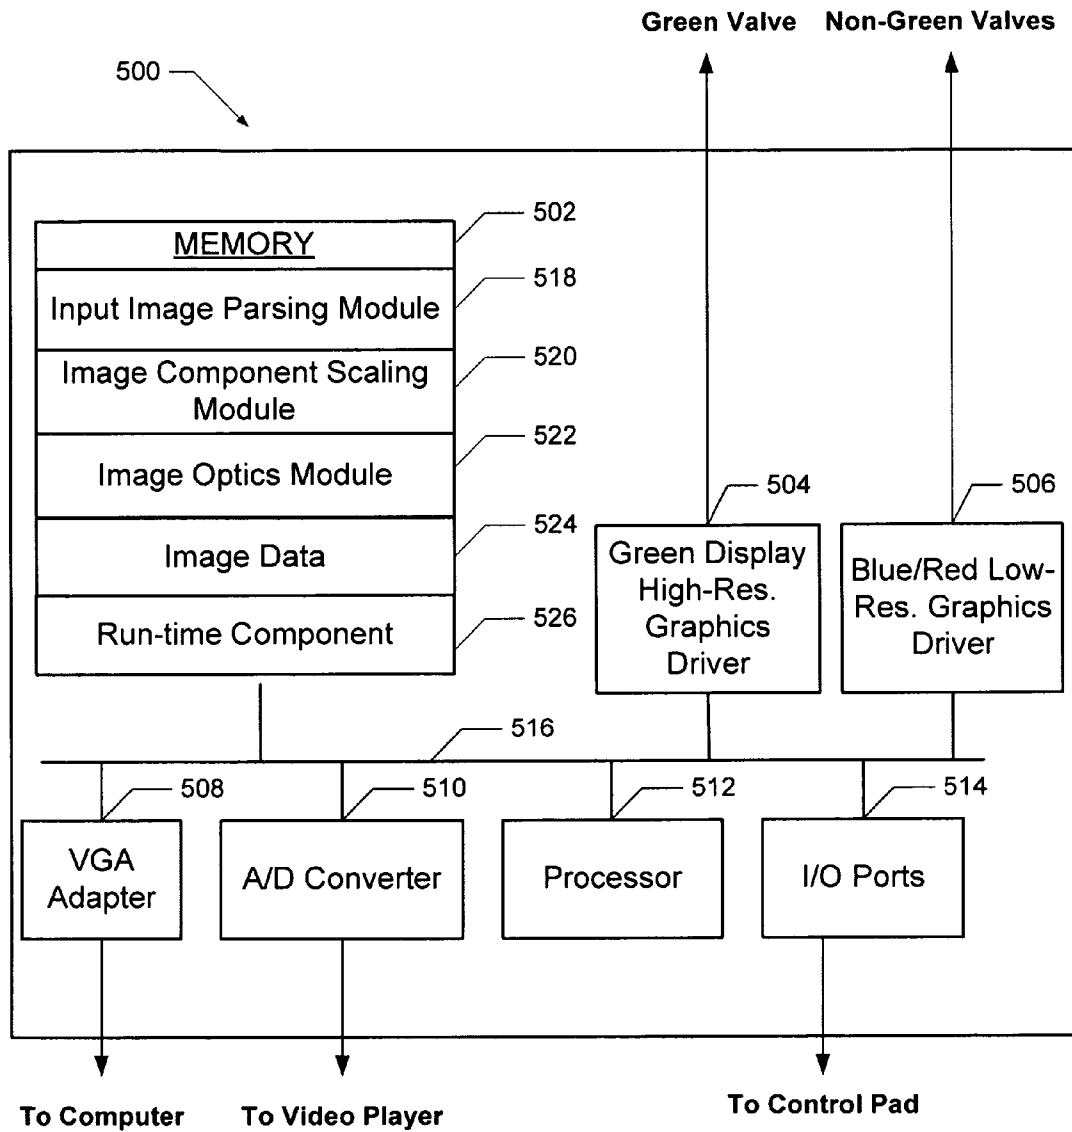 Green Valve
Non-Green Valves
500
502
MEMORY
518
Input Image Parsing Module
520
Image Component Scaling
Module
522
Image Optics Module
524
Image Data
526
Run-time Component
504
Green Display
High-Res.
Graphics
Driver
506
Blue/Red Low-
Res. Graphics
Driver
516
508
VGA
Adapter
510
A/D Converter
512
Processor
514
I/O Ports
To Computer
To Video Player
To Control Pad